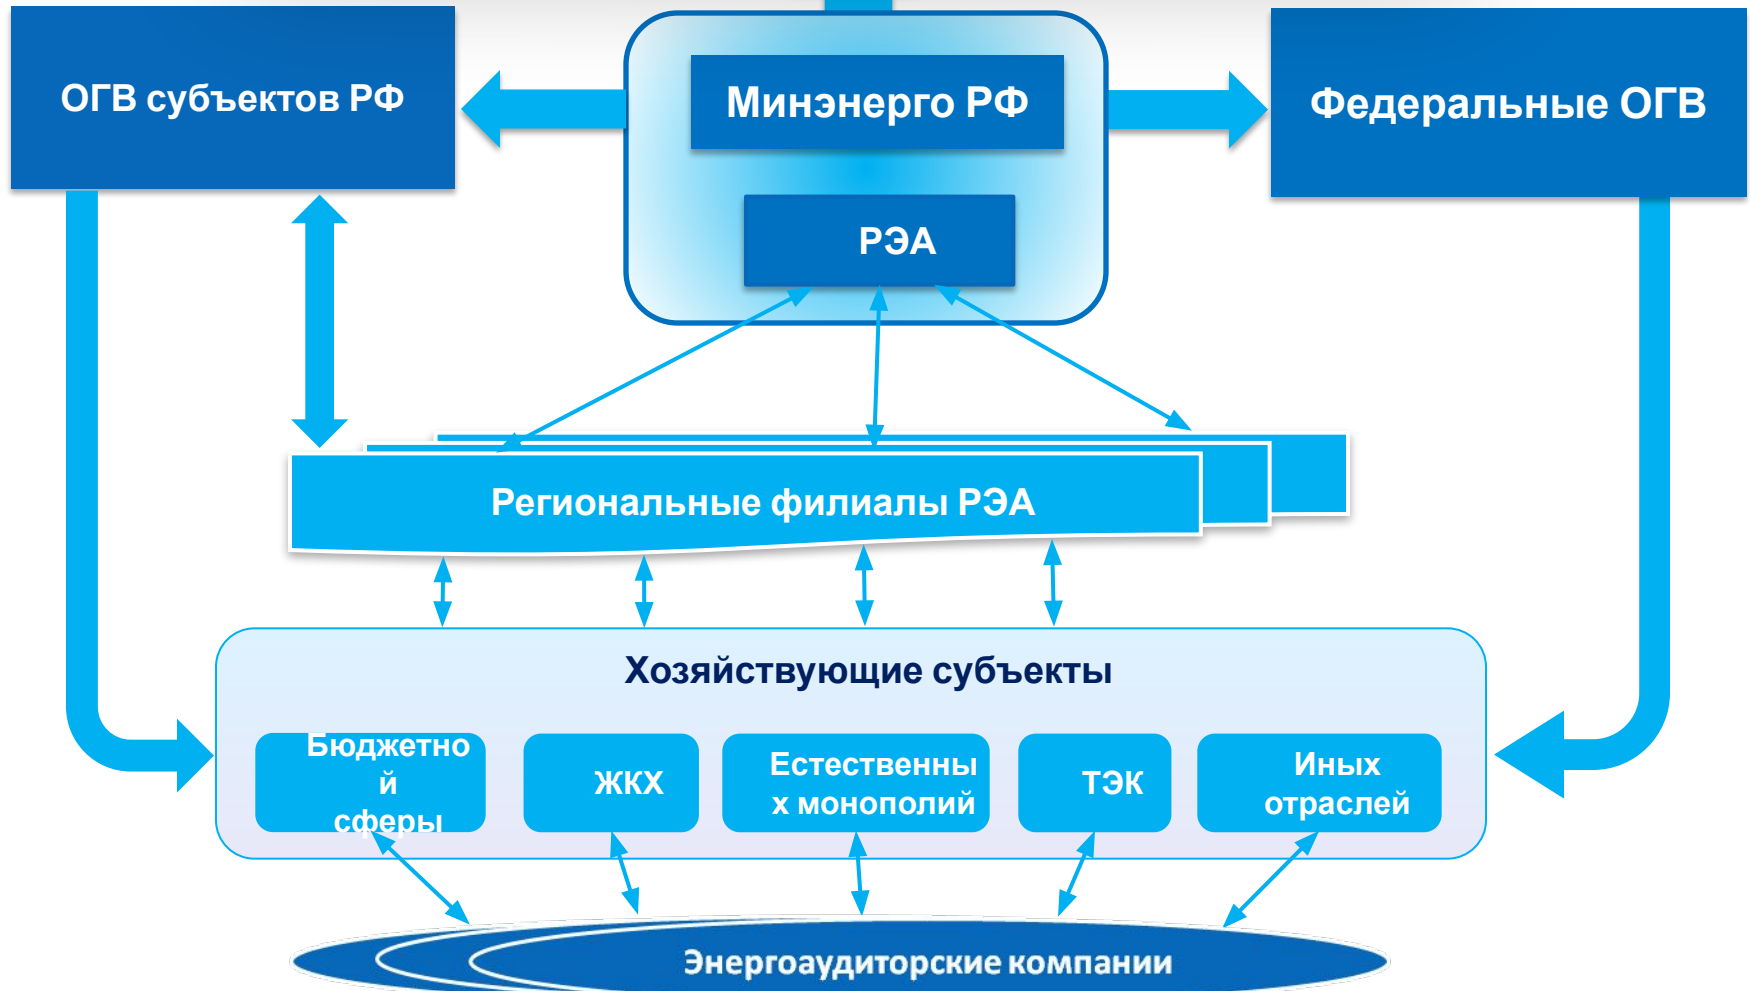 ОГВ субъектов РФ
Минэнерго РФ
Федеральные ОГВ
РЭА
Региональные филиалы РЭА
Хозяйствующие субъекты
Бюджетно
й
сферы
ЖКХ
Естественны
х монополий
ТЭК
Иных
отраслей
Энергоаудиторские компании